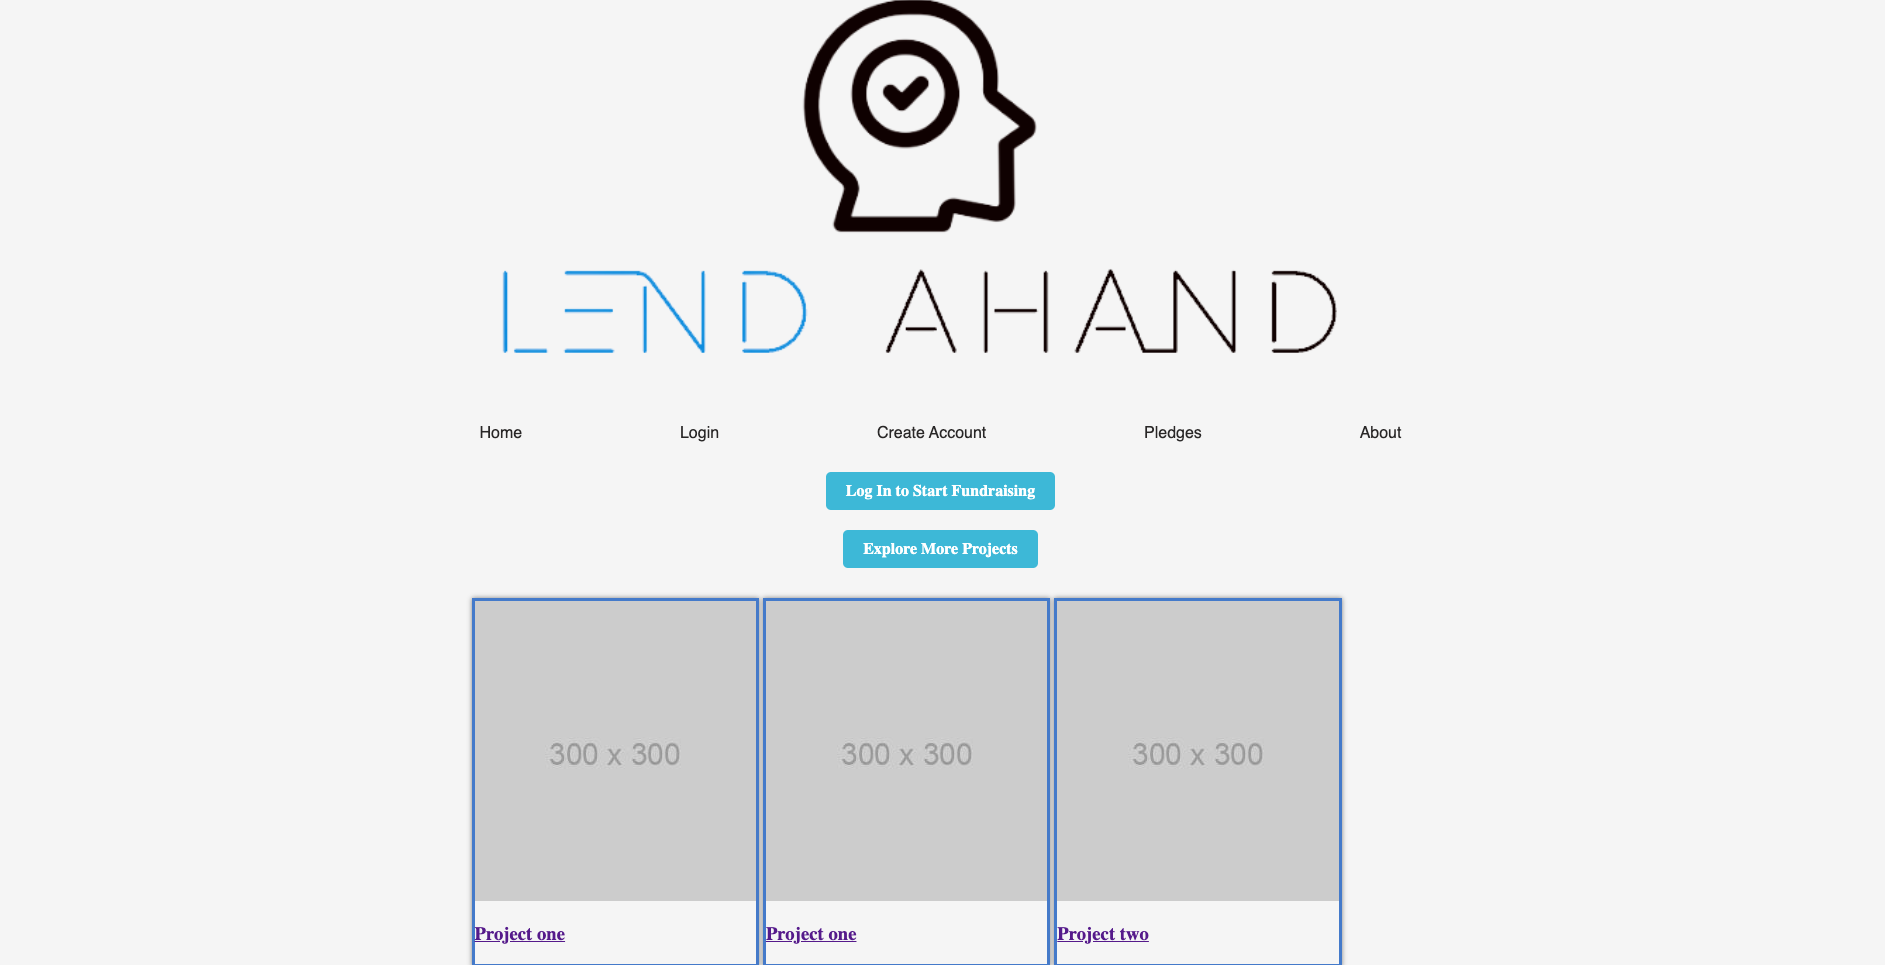 LEND AHAND
Home Login Create Account Pledges About
Log In to Start Fundraising
Explore More Projects
300 x 300 300 x 300 300 x 300
Project one Project one Project two